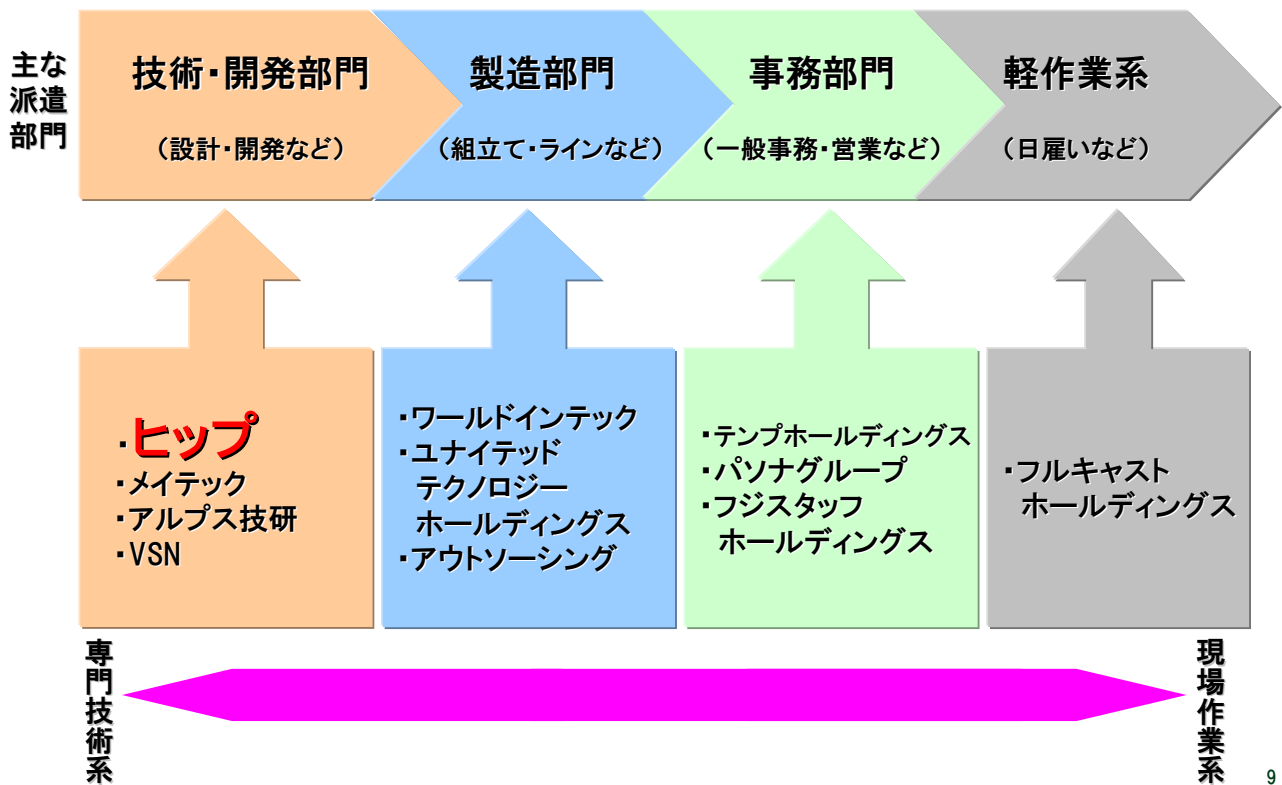 主な
派遣
部門
技術・開発部門
（設計・開発など）
製造部門
（組立て・ラインなど）
事務部門
（一般事務・営業など）
軽作業系
（日雇いなど）
・ヒップ
・メイテック
・アルプス技研
・VSN
・ワールドインテック
・ユナイテッド
テクノロジー
ホールディングス
・アウトソーシング
・テンプホールディングス
・パソナグループ
・フジスタッフ
ホールディングス
・フルキャスト
ホールディングス
専門技術系
現場作業系
9